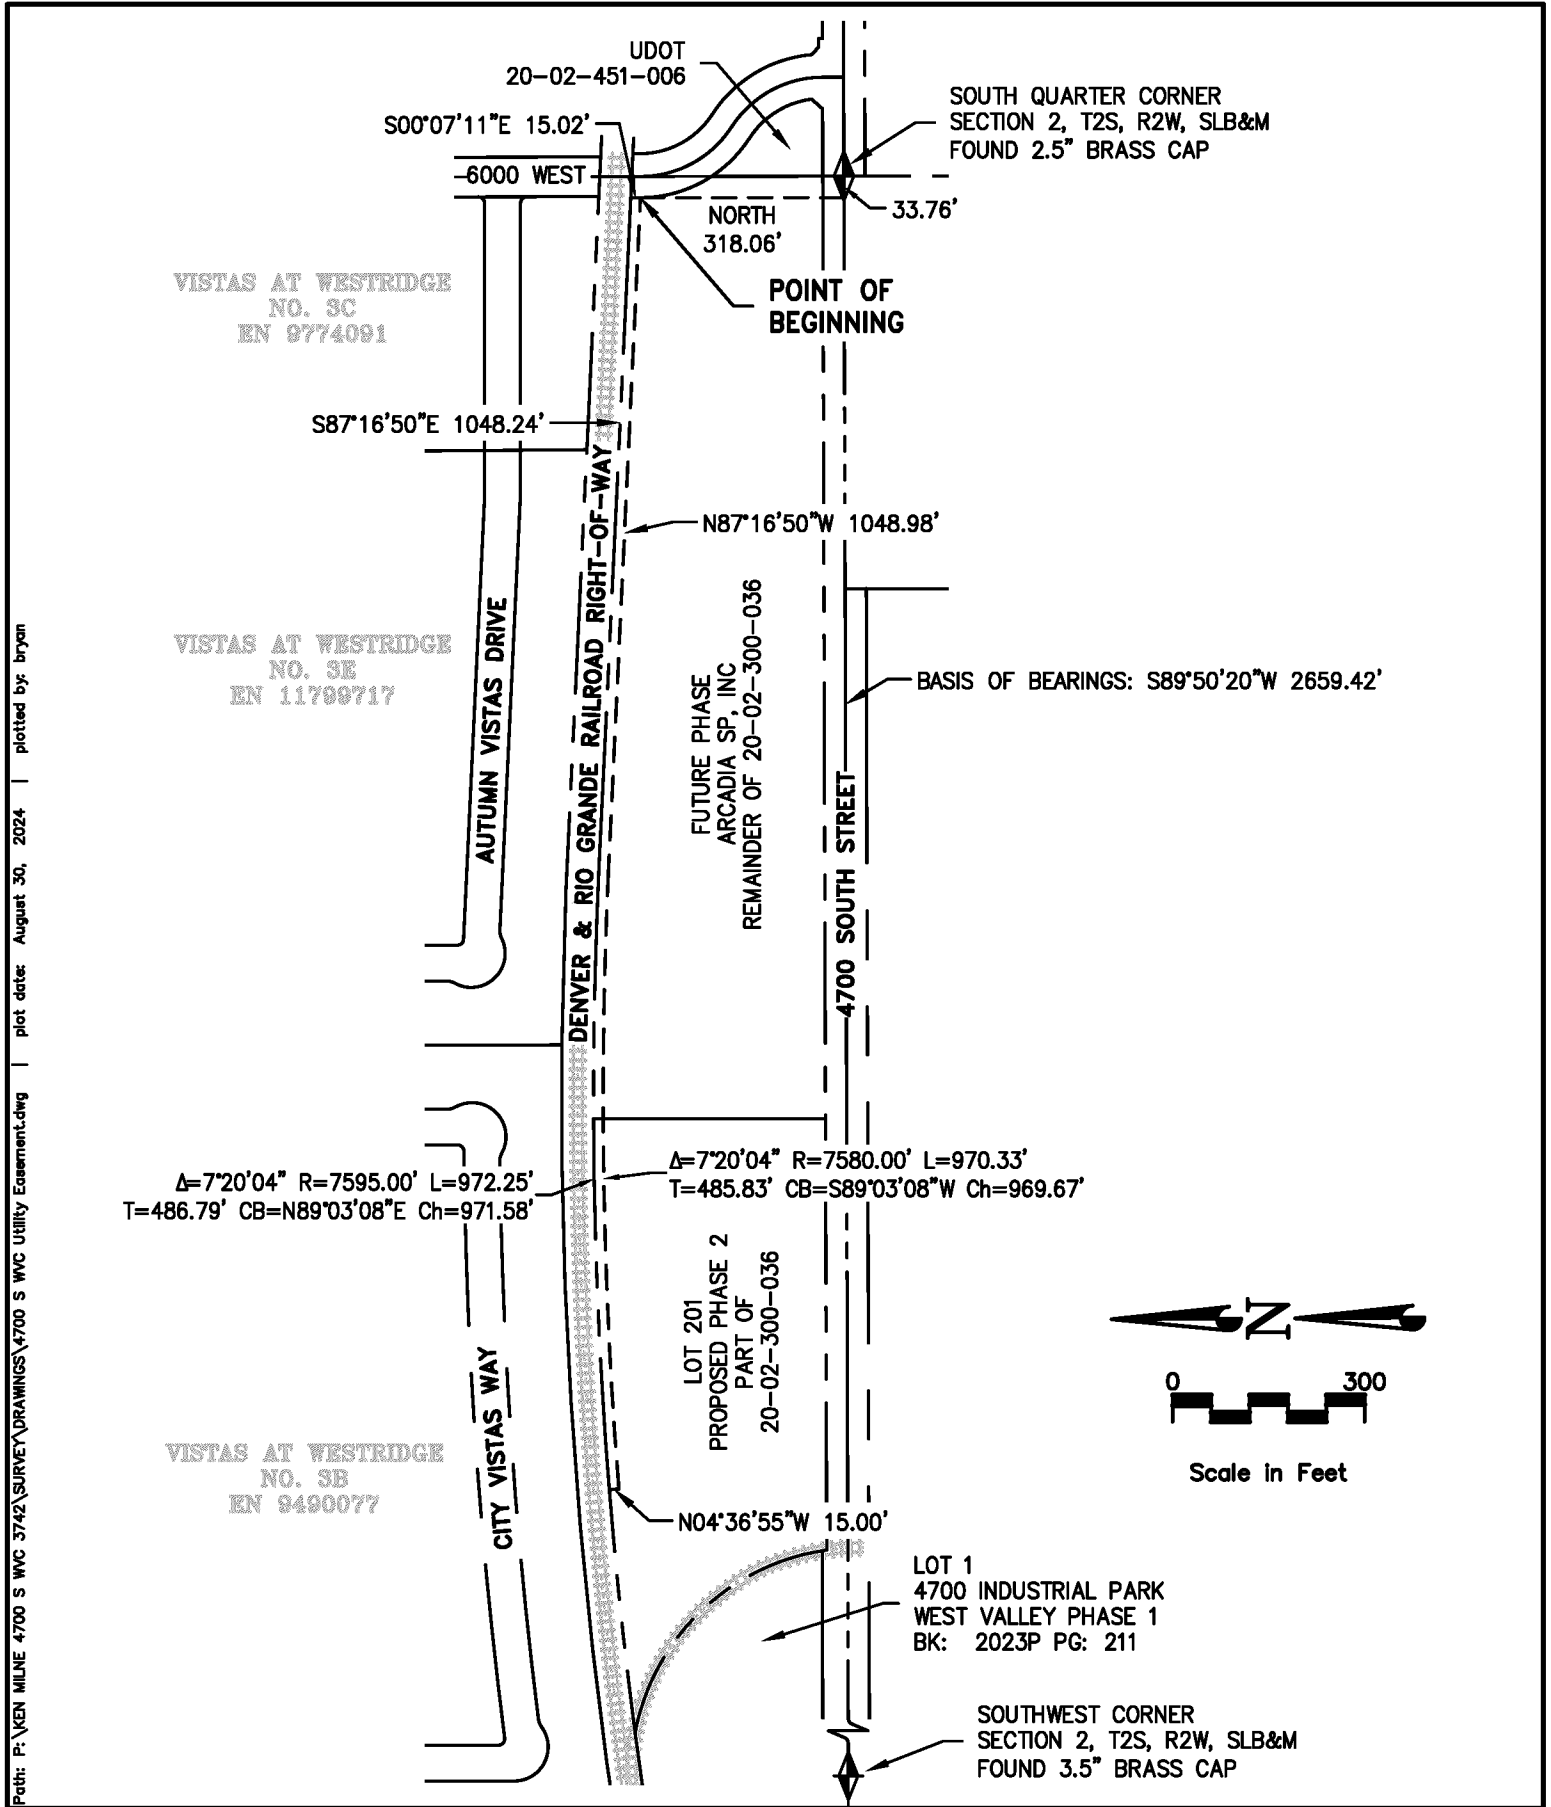 UDOT
20-02-451-006
S00°07'11"E 15.02'
SOUTH QUARTER CORNER
SECTION 2, T2S, R2W, SLB&M
FOUND 2.5" BRASS CAP
6000 WEST
33.76'
NORTH
318.06'
POINT OF
BEGINNING
VISTAS AT WESTRIDGE
NO. 3C
EN 9774091
S87°16'50"E 1048.24'
N87°16'50"W 1048.98'
DENVER & RIO GRANDE RAILROAD RIGHT-OF-WAY
AUTUMN VISTAS DRIVE
VISTAS AT WESTRIDGE
NO. 3E
EN 11799717
FUTURE PHASE
ARCADIA SP, INC
REMAINDER OF 20-02-300-036
BASIS OF BEARINGS: S89°50'20"W 2659.42'
4700 SOUTH STREET
Δ=7°20'04" R=7595.00' L=972.25'
T=486.79' CB=N89°03'08"E Ch=971.58'
Δ=7°20'04" R=7580.00' L=970.33'
T=485.83' CB=S89°03'08"W Ch=969.67'
LOT 201
PROPOSED PHASE 2
PART OF
20-02-300-036
CITY VISTAS WAY
VISTAS AT WESTRIDGE
NO. 3B
EN 9490077
N04°36'55"W 15.00'
N
0 300
Scale in Feet
LOT 1
4700 INDUSTRIAL PARK
WEST VALLEY PHASE 1
BK: 2023P PG: 211
SOUTHWEST CORNER
SECTION 2, T2S, R2W, SLB&M
FOUND 3.5" BRASS CAP
Path: P:\KEN MILNE 4700 S WVC 3742\SURVEY\DRAWINGS\4700 S WVC Utility Easement.dwg | plot date: August 30, 2024 | plotted by: bryan